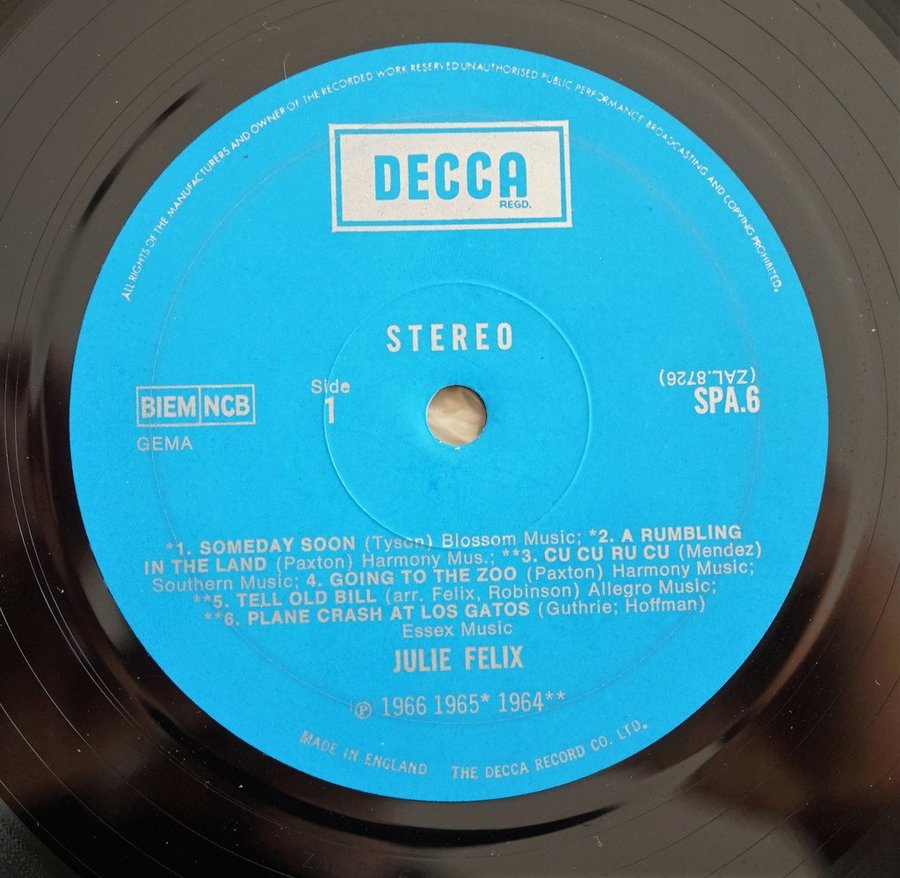 ALL RIGHTS OF THE MANUFACTURERS AND OWNER OF THE RECORDED WORK RESERVED UNAUTHORISED PUBLIC PERFORMANCE BROADCASTING AND COPYING PROHIBITED.
DECCA
REGD.
STEREO
Side
1
BIEM NCB
GEMA
(ZAL.8726)
SPA.6
*1. SOMEDAY SOON (Tyson) Blossom Music; *2. A RUMBLING
IN THE LAND (Paxton) Harmony Mus.; **3. CU CU RU CU (Mendez)
Southern Music; 4. GOING TO THE ZOO (Paxton) Harmony Music;
**5. TELL OLD BILL (arr. Felix, Robinson) Allegro Music;
**6. PLANE CRASH AT LOS GATOS (Guthrie; Hoffman)
Essex Music
JULIE FELIX
℗ 1966 1965* 1964**
MADE IN ENGLAND THE DECCA RECORD CO. LTD.